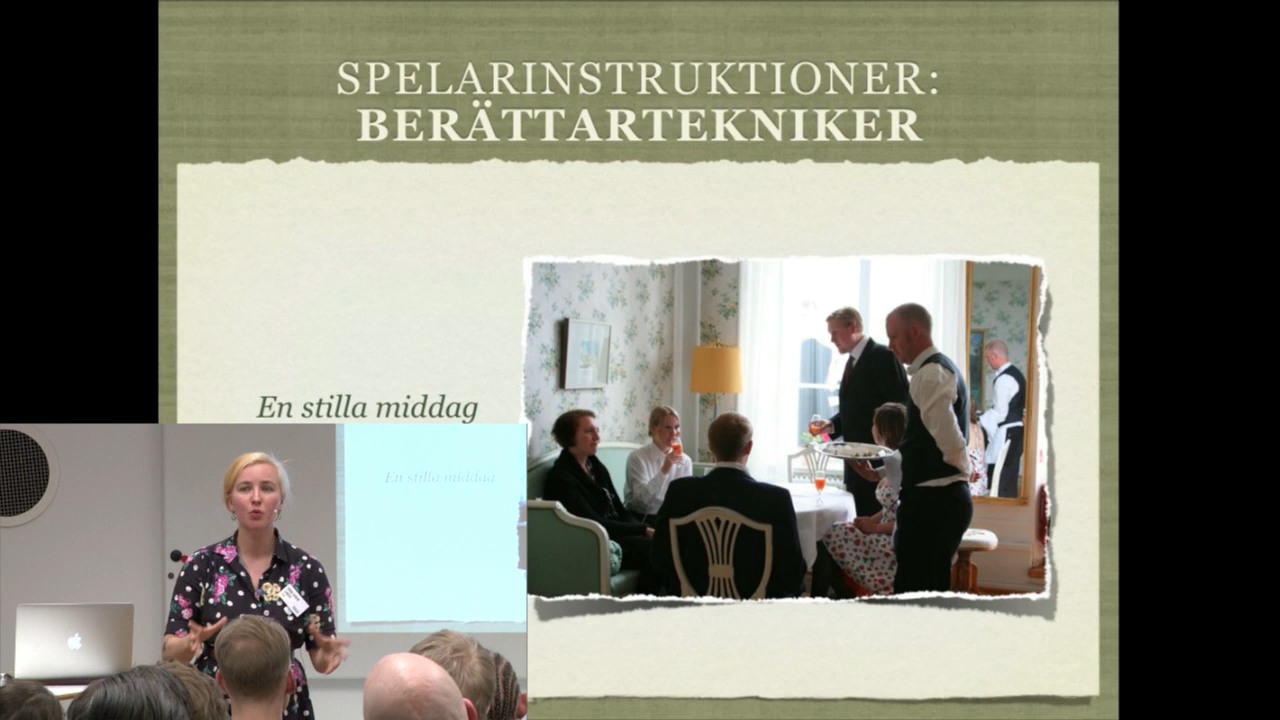 SPELARINSTRUKTIONER:
BERÄTTARTEKNIKER
En stilla middag
En stilla middag